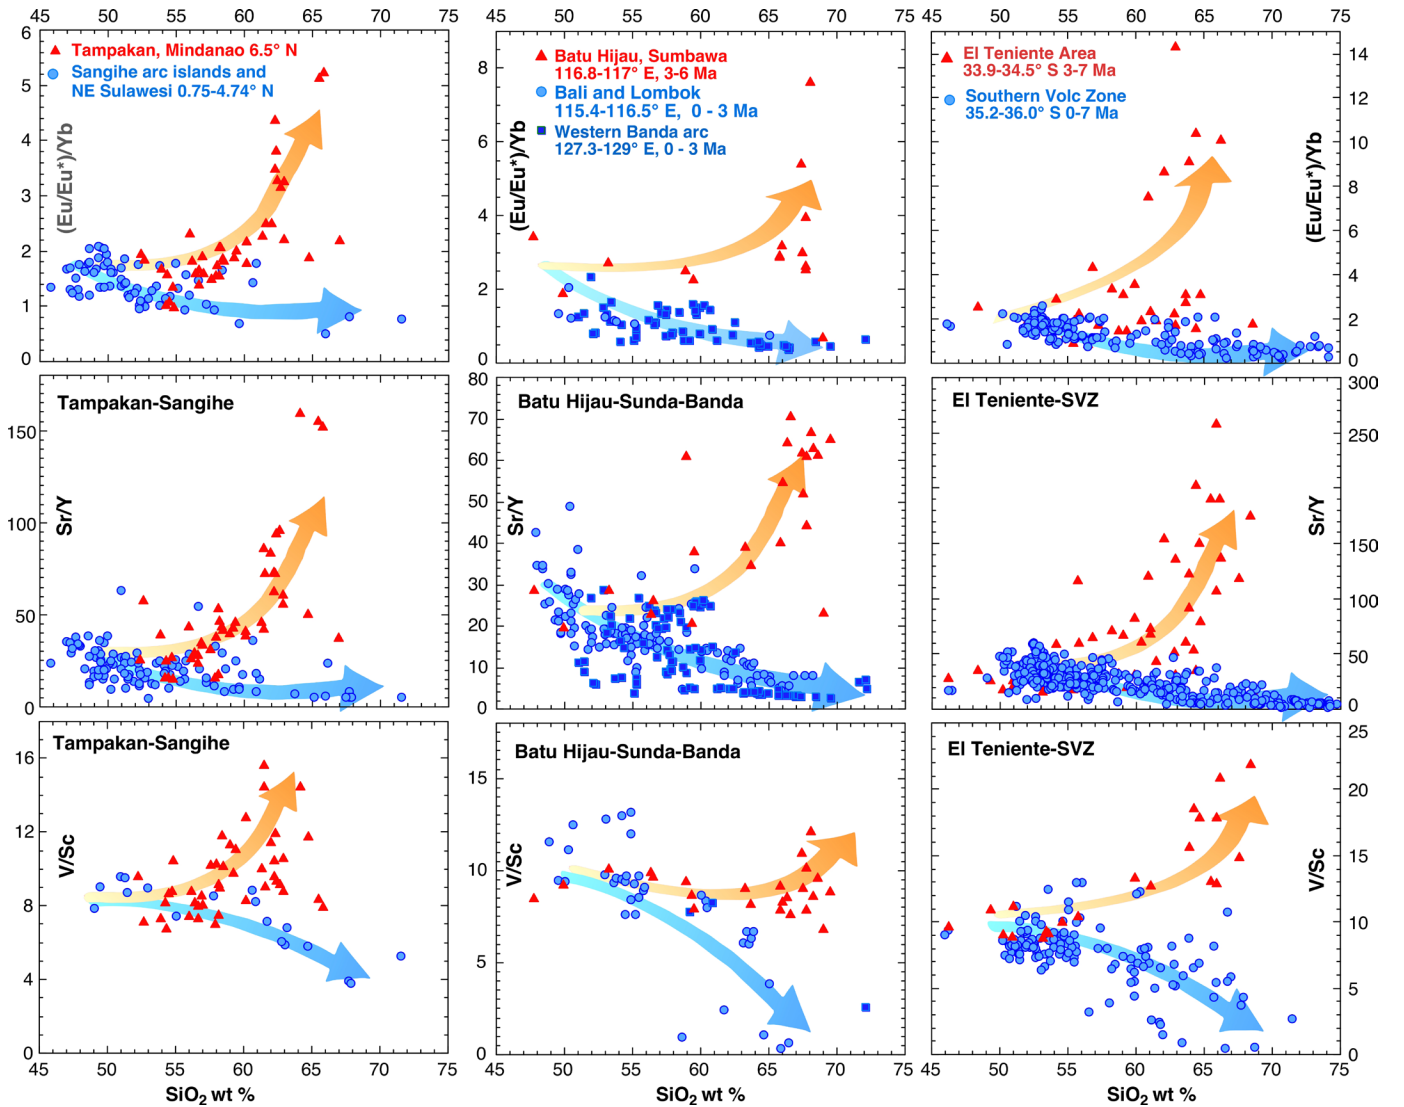 45 50 55 60 65 70 75
50 55 60 65 70 75
45 50 55 60 65 70 75
6
5
4
3
2
1
0
(Eu/Eu*)/Yb
Tampakan, Mindanao 6.5° N
Sangihe arc islands and
NE Sulawesi 0.75-4.74° N
8
6
4
2
0
(Eu/Eu*)/Yb
Batu Hijau, Sumbawa
116.8-117° E, 3-6 Ma
Bali and Lombok
115.4-116.5° E, 0 - 3 Ma
Western Banda arc
127.3-129° E, 0 - 3 Ma
El Teniente Area
33.9-34.5° S 3-7 Ma
Southern Volc Zone
35.2-36.0° S 0-7 Ma
(Eu/Eu*)/Yb
14
12
10
8
6
4
2
0
Tampakan-Sangihe
150
100
50
0
Sr/Y
Batu Hijau-Sunda-Banda
80
70
60
50
40
30
20
10
0
Sr/Y
El Teniente-SVZ
Sr/Y
300
250
150
100
50
0
Tampakan-Sangihe
16
12
8
4
0
V/Sc
Batu Hijau-Sunda-Banda
15
10
5
0
V/Sc
El Teniente-SVZ
V/Sc
25
20
15
10
5
0
45 50 55 60 65 70 45
50 55 60 65 70 45
50 55 60 65 70 75
SiO2 wt %
SiO2 wt %
SiO2 wt %